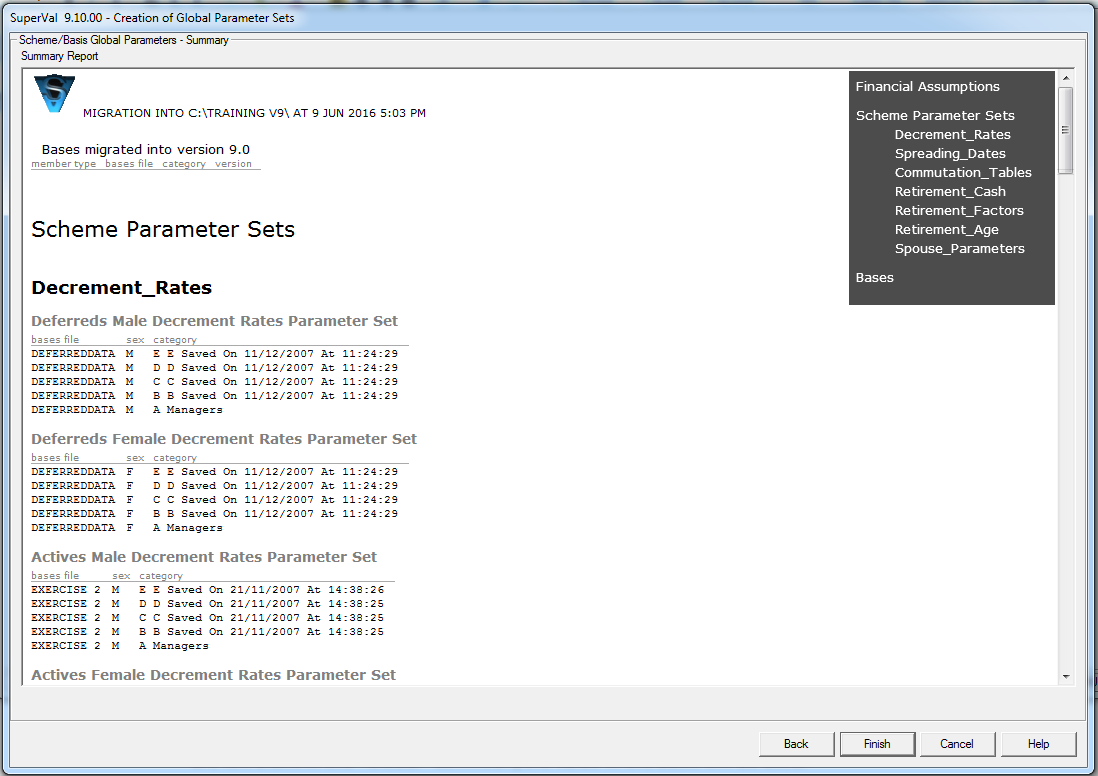 SuperVal 9.10.00 - Creation of Global Parameter Sets
Scheme/Basis Global Parameters - Summary
Summary Report
S
MIGRATION INTO C:\TRAINING V9\ AT 9 JUN 2016 5:03 PM
Bases migrated into version 9.0
member type bases file category version
Financial Assumptions
Scheme Parameter Sets
Decrement_Rates
Spreading_Dates
Commutation_Tables
Retirement_Cash
Retirement_Factors
Retirement_Age
Spouse_Parameters
Bases
Scheme Parameter Sets
Decrement_Rates
Deferreds Male Decrement Rates Parameter Set
bases file sex category
DEFERREDDATA M E E Saved On 11/12/2007 At 11:24:29
DEFERREDDATA M D D Saved On 11/12/2007 At 11:24:29
DEFERREDDATA M C C Saved On 11/12/2007 At 11:24:29
DEFERREDDATA M B B Saved On 11/12/2007 At 11:24:29
DEFERREDDATA M A Managers
Deferreds Female Decrement Rates Parameter Set
bases file sex category
DEFERREDDATA F E E Saved On 11/12/2007 At 11:24:29
DEFERREDDATA F D D Saved On 11/12/2007 At 11:24:29
DEFERREDDATA F C C Saved On 11/12/2007 At 11:24:29
DEFERREDDATA F B B Saved On 11/12/2007 At 11:24:29
DEFERREDDATA F A Managers
Actives Male Decrement Rates Parameter Set
bases file sex category
EXERCISE 2 M E E Saved On 21/11/2007 At 14:38:26
EXERCISE 2 M D D Saved On 21/11/2007 At 14:38:25
EXERCISE 2 M C C Saved On 21/11/2007 At 14:38:25
EXERCISE 2 M B B Saved On 21/11/2007 At 14:38:25
EXERCISE 2 M A Managers
Actives Female Decrement Rates Parameter Set
Back Finish Cancel Help